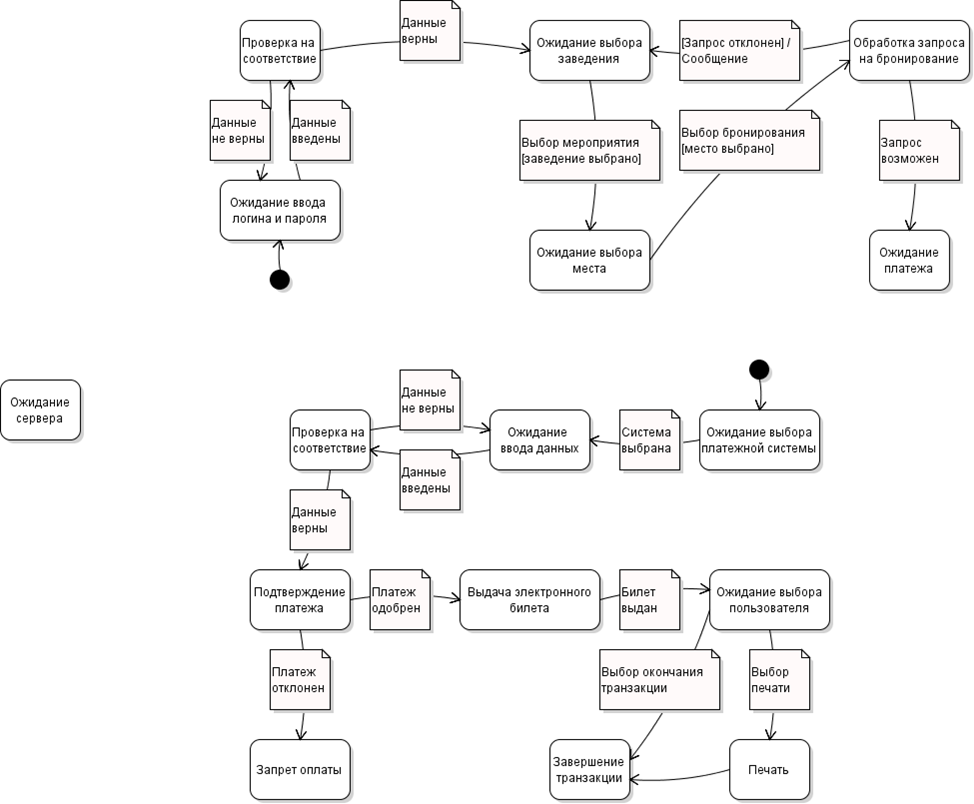 Данные
верны
Проверка на
соответствие
Ожидание выбора
заведения
[Запрос отклонен] /
Сообщение
Обработка запроса
на бронирование
Данные
не верны
Данные
введены
Выбор мероприятия
[заведение выбрано]
Выбор бронирования
[место выбрано]
Запрос
возможен
Ожидание ввода
логина и пароля
Ожидание выбора
места
Ожидание
платежа
Ожидание
сервера
Данные
не верны
Проверка на
соответствие
Ожидание
ввода данных
Система
выбрана
Ожидание выбора
платежной системы
Данные
введены
Данные
верны
Подтверждение
платежа
Платеж
одобрен
Выдача электронного
билета
Билет
выдан
Ожидание выбора
пользователя
Платеж
отклонен
Выбор окончания
транзакции
Выбор
печати
Запрет оплаты
Завершение
транзакции
Печать